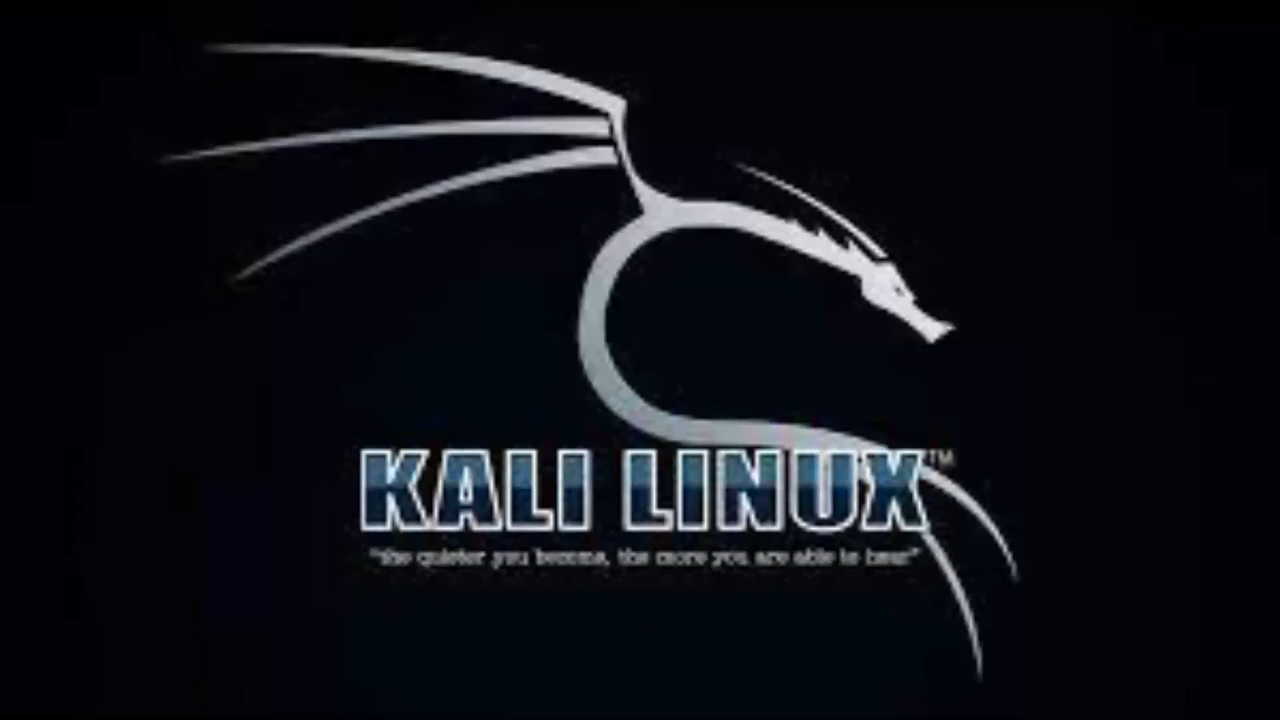 KALI LINUX™
"the quieter you become, the more you are able to hear"